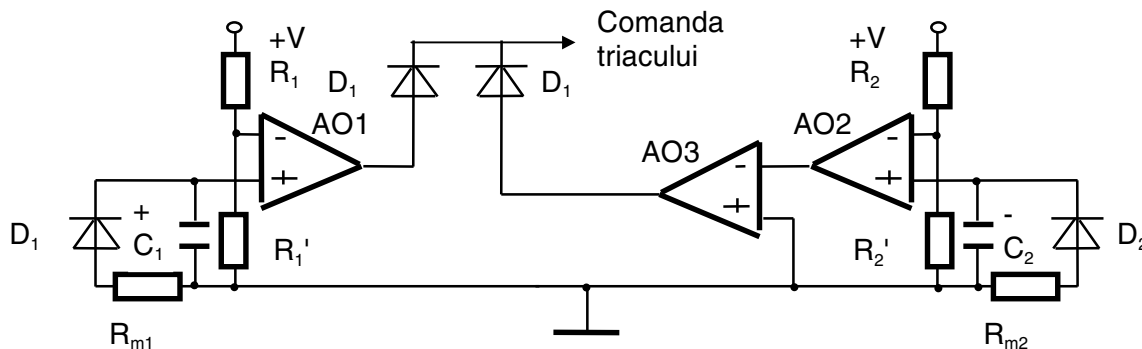 Comanda
triacului
+V
R₁
D₁
D₁
+V
R₂
AO1
AO2
AO3
-
+
-
+
-
+
+
-
D₁
C₁
R₁'
R₂'
C₂
D₂
Rm1
Rm2